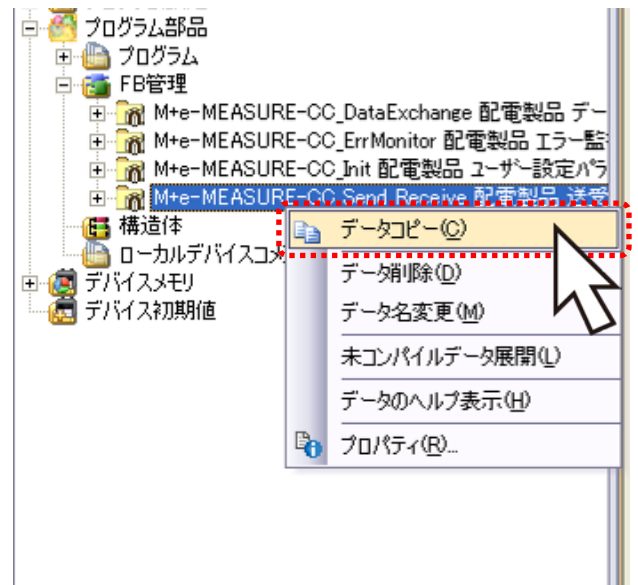 プログラム部品
プログラム
FB管理
M+e-MEASURE-CC_DataExchange 配電製品 デー
M+e-MEASURE-CC_ErrMonitor 配電製品 エラー監
M+e-MEASURE-CC_Init 配電製品 ユーザー設定パラ
M+e-MEASURE-CC_Send_Receive 配電製品 送受
構造体
ローカルデバイスコメ
デバイスメモリ
デバイス初期値
データコピー(C)
データ削除(D)
データ名変更(M)
未コンパイルデータ展開(L)
データのヘルプ表示(H)
プロパティ(R)...